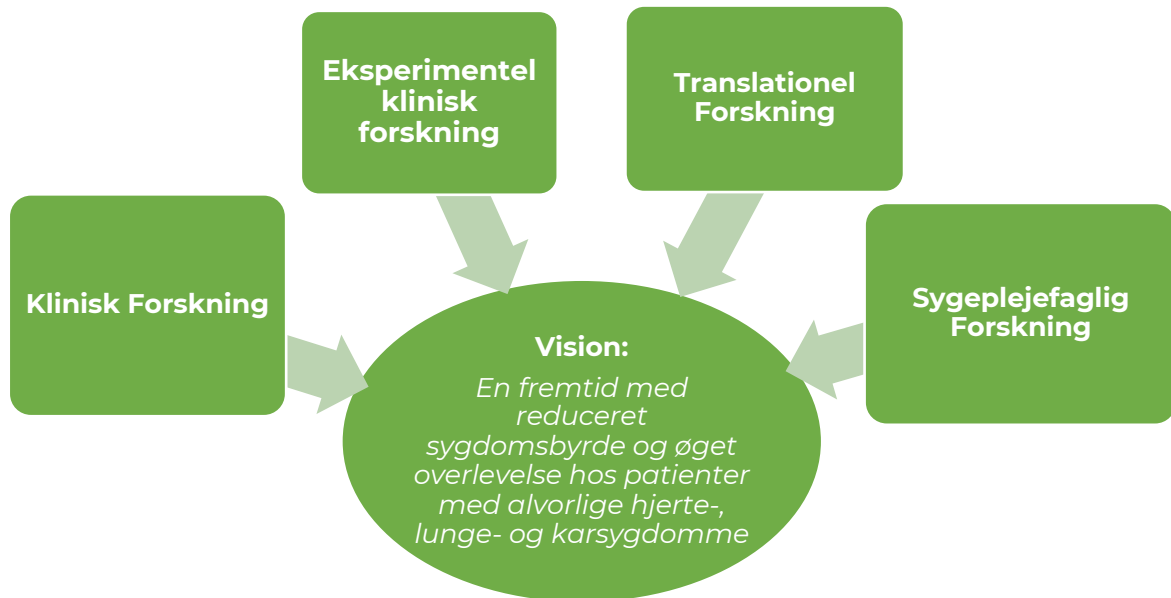 Eksperimentel
klinisk
forskning
Translationel
Forskning
Klinisk Forskning
Sygeplejefaglig
Forskning
Vision:
En fremtid med
reduceret
sygdomsbyrde og øget
overlevelse hos patienter
med alvorlige hjerte-,
lunge- og karsygdomme